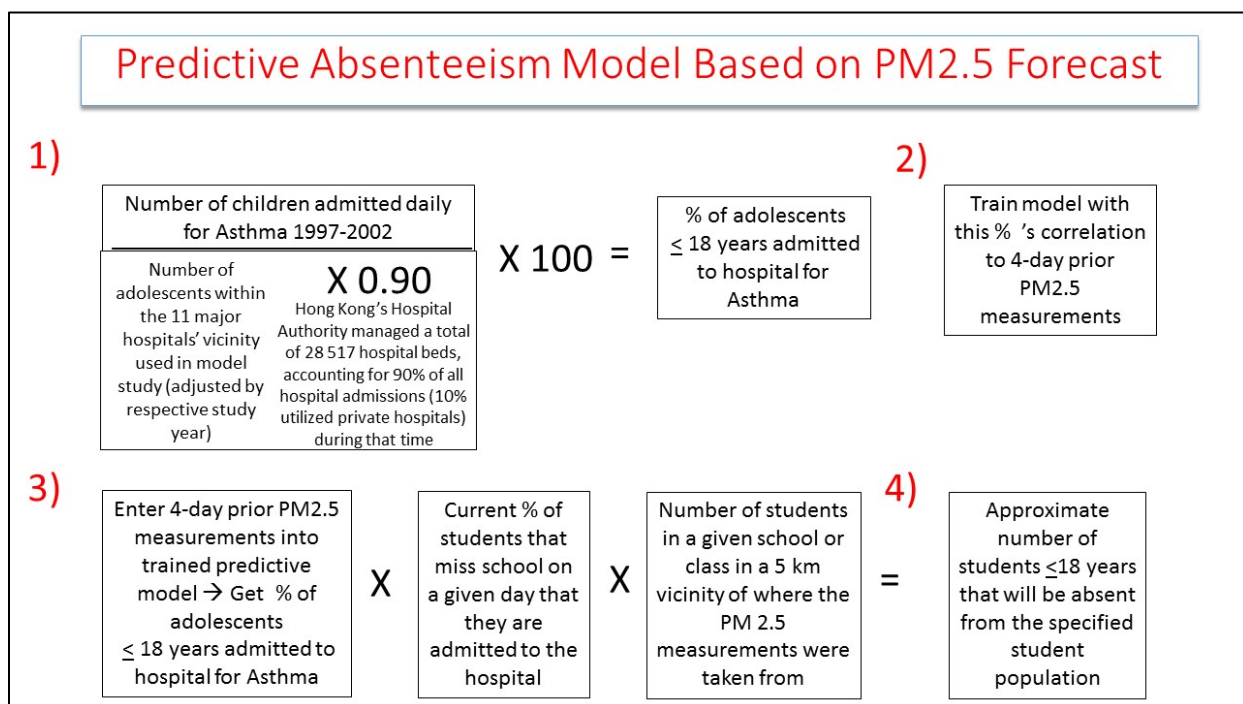 Predictive Absenteeism Model Based on PM2.5 Forecast
1)
Number of children admitted daily
for Asthma 1997-2002
Number of
adolescents within
the 11 major
hospitals’ vicinity
used in model
study (adjusted by
respective study
year)
X 0.90
Hong Kong’s Hospital
Authority managed a total
of 28 517 hospital beds,
accounting for 90% of all
hospital admissions (10%
utilized private hospitals)
during that time
X 100 =
% of adolescents
≤ 18 years admitted
to hospital for
Asthma
2)
Train model with
this % ’s correlation
to 4-day prior
PM2.5
measurements
3)
Enter 4-day prior PM2.5
measurements into
trained predictive
model → Get % of
adolescents
≤ 18 years admitted to
hospital for Asthma
X
Current % of
students that
miss school on
a given day that
they are
admitted to the
hospital
X
Number of students
in a given school or
class in a 5 km
vicinity of where the
PM 2.5
measurements were
taken from
=
4)
Approximate
number of
students ≤18 years
that will be absent
from the specified
student
population